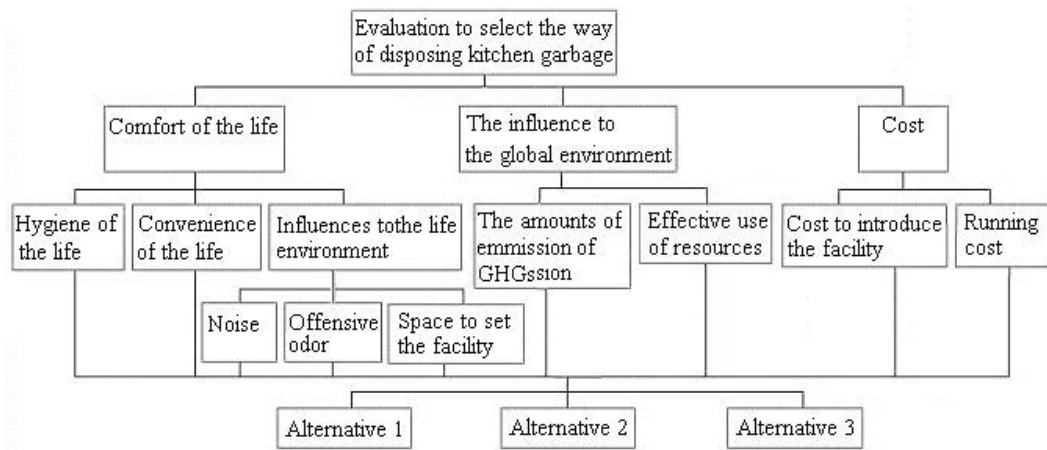 Evaluation to select the way
of disposing kitchen garbage
Comfort of the life
The influence to
the global environment
Cost
Hygiene of
the life
Convenience
of the life
Influences tothe life
environment
The amounts of
emmission of
GHGssion
Effective use
of resources
Cost to introduce
the facility
Running
cost
Noise
Offensive
odor
Space to set
the facility
Alternative 1
Alternative 2
Alternative 3